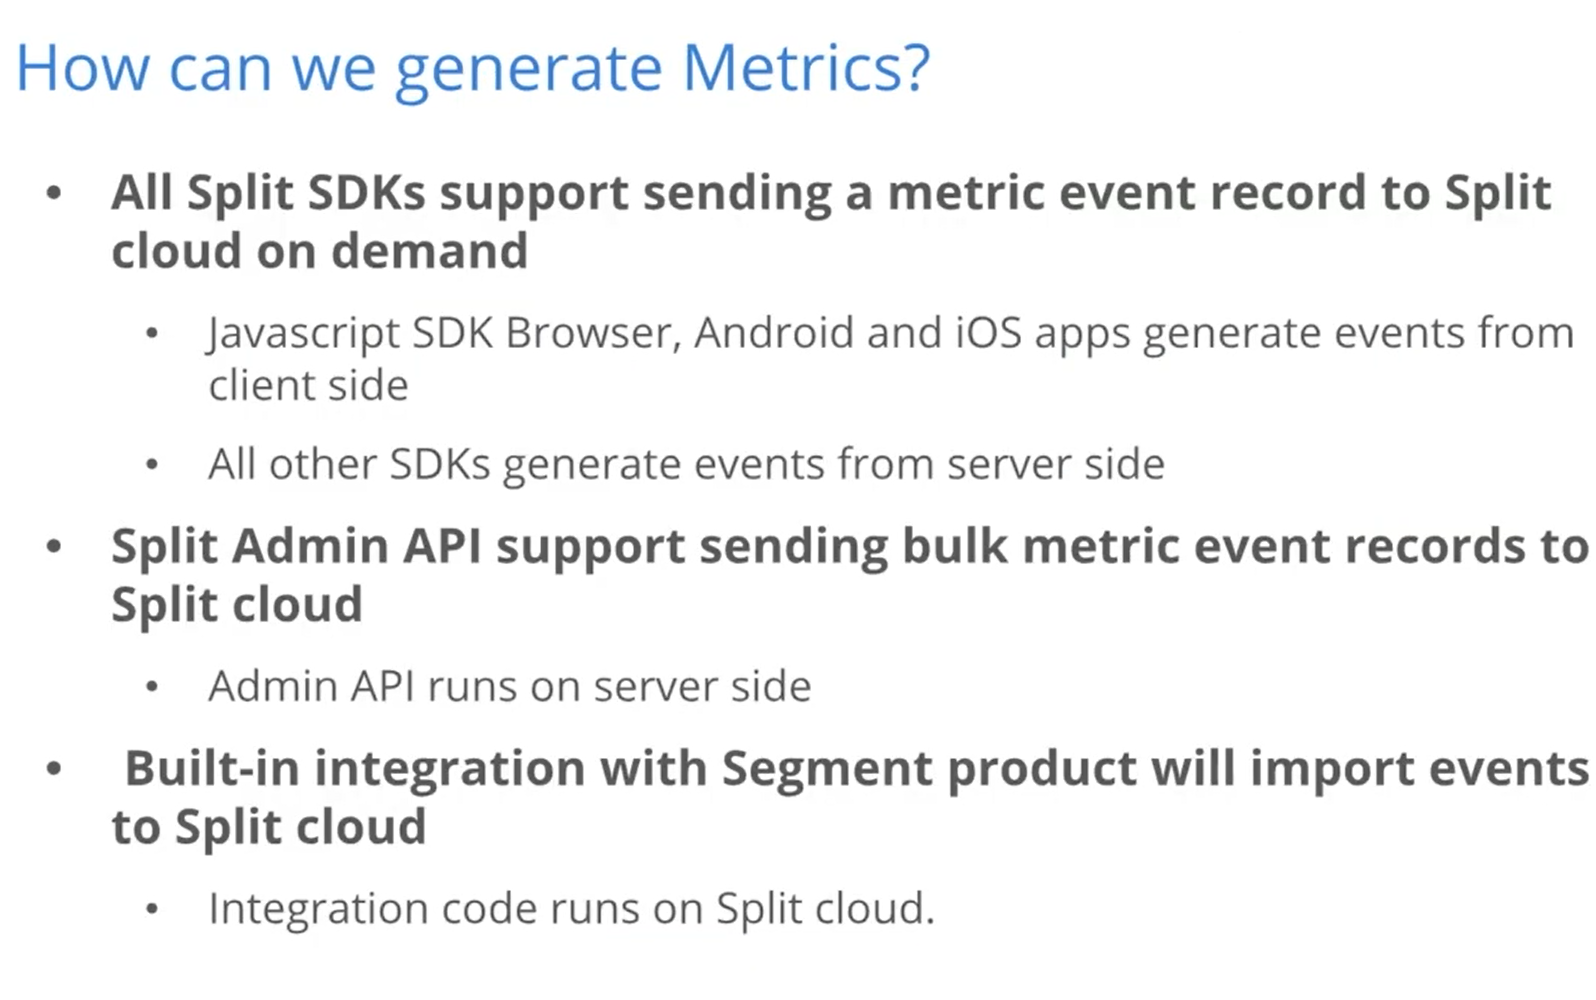 How can we generate Metrics?
• All Split SDKs support sending a metric event record to Split
cloud on demand
• Javascript SDK Browser, Android and iOS apps generate events from
client side
• All other SDKs generate events from server side
• Split Admin API support sending bulk metric event records to
Split cloud
• Admin API runs on server side
• Built-in integration with Segment product will import events
to Split cloud
• Integration code runs on Split cloud.